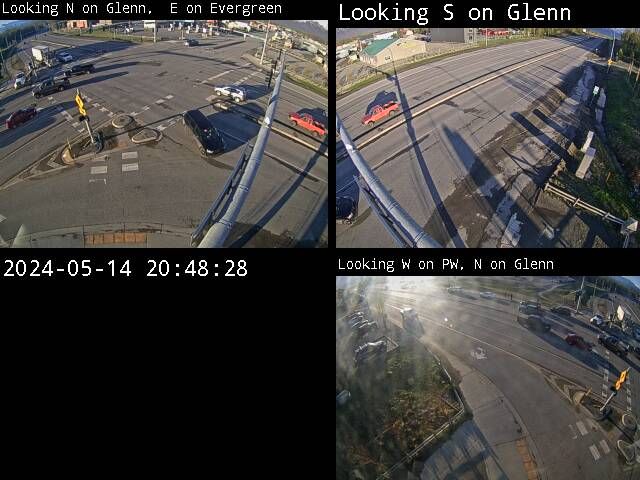 Looking N on Glenn,  E on Evergreen
Looking S on Glenn
2024-05-14 20:48:28
Looking W on PW, N on Glenn